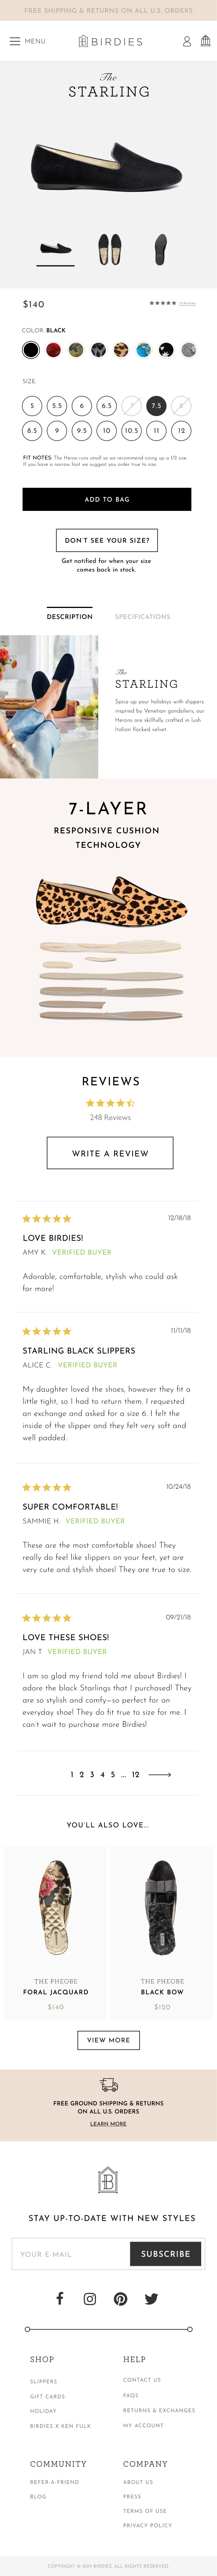 FREE SHIPPING & RETURNS ON ALL U.S. ORDERS
MENU
BIRDIES
The
STARLING
$140
COLOR: BLACK
SIZE:
5 5.5 6 6.5 7.5
8.5 9 9.5 10 10.5 11 12
FIT NOTES: The Heron runs small so we recommend sizing up a 1/2 size
If you have a narrow foot we suggest you order true to size.
ADD TO BAG
DON'T SEE YOUR SIZE?
Get notified for when your size
comes back in stock.
DESCRIPTION SPECIFICATIONS
The
STARLING
Spice up your holidays with slippers
inspired by Venetian gondoliers, our
Herons are skillfully crafted in lush
Italian flocked velvet.
7-LAYER
RESPONSIVE CUSHION
TECHNOLOGY
REVIEWS
248 Reviews
WRITE A REVIEW
12/18/18
LOVE BIRDIES!
AMY K. VERIFIED BUYER
Adorable, comfortable, stylish who could ask
for more!
11/11/18
STARLING BLACK SLIPPERS
ALICE C. VERIFIED BUYER
My daughter loved the shoes, however they fit a
little tight, so I had to return them. I requested
an exchange and asked for a size 6. I felt the
inside of the slipper and they felt very soft and
well padded.
10/24/18
SUPER COMFORTABLE!
SAMMIE H. VERIFIED BUYER
These are the most comfortable shoes! They
really do feel like slippers on your feet, yet are
very cute and stylish shoes! They are true to size.
09/21/18
LOVE THESE SHOES!
JAN T. VERIFIED BUYER
I am so glad my friend told me about Birdies! I
adore the black Starlings that I purchased! They
are so stylish and comfy—so perfect for an
everyday shoe! They do fit true to size for me. I
can't wait to purchase more Birdies!
1 2 3 4 5 ... 12
YOU'LL ALSO LOVE...
THE PHEOBE
FORAL JACQUARD
$140
THE PHEOBE
BLACK BOW
$120
VIEW MORE
FREE GROUND SHIPPING & RETURNS
ON ALL U.S. ORDERS
LEARN MORE
B
STAY UP-TO-DATE WITH NEW STYLES
YOUR E-MAIL SUBSCRIBE
SHOP
SLIPPERS
GIFT CARDS
HOLIDAY
BIRDIES X KEN FULK
HELP
CONTACT US
FAQS
RETURNS & EXCHANGES
MY ACCOUNT
COMMUNITY
REFER-A-FRIEND
BLOG
COMPANY
ABOUT US
PRESS
TERMS OF USE
PRIVACY POLICY
COPYRIGHT © 2019 BIRDIES. ALL RIGHTS RESERVED.